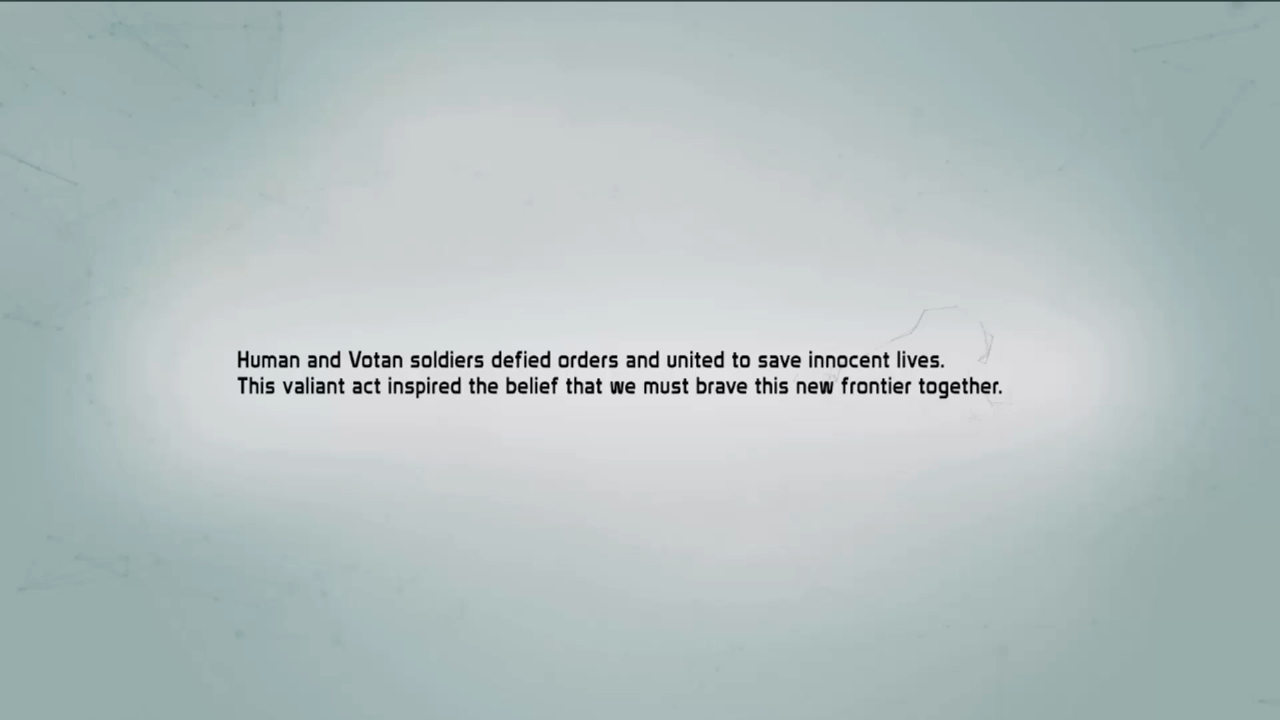 Human and Votan soldiers defied orders and united to save innocent lives.
This valiant act inspired the belief that we must brave this new frontier together.